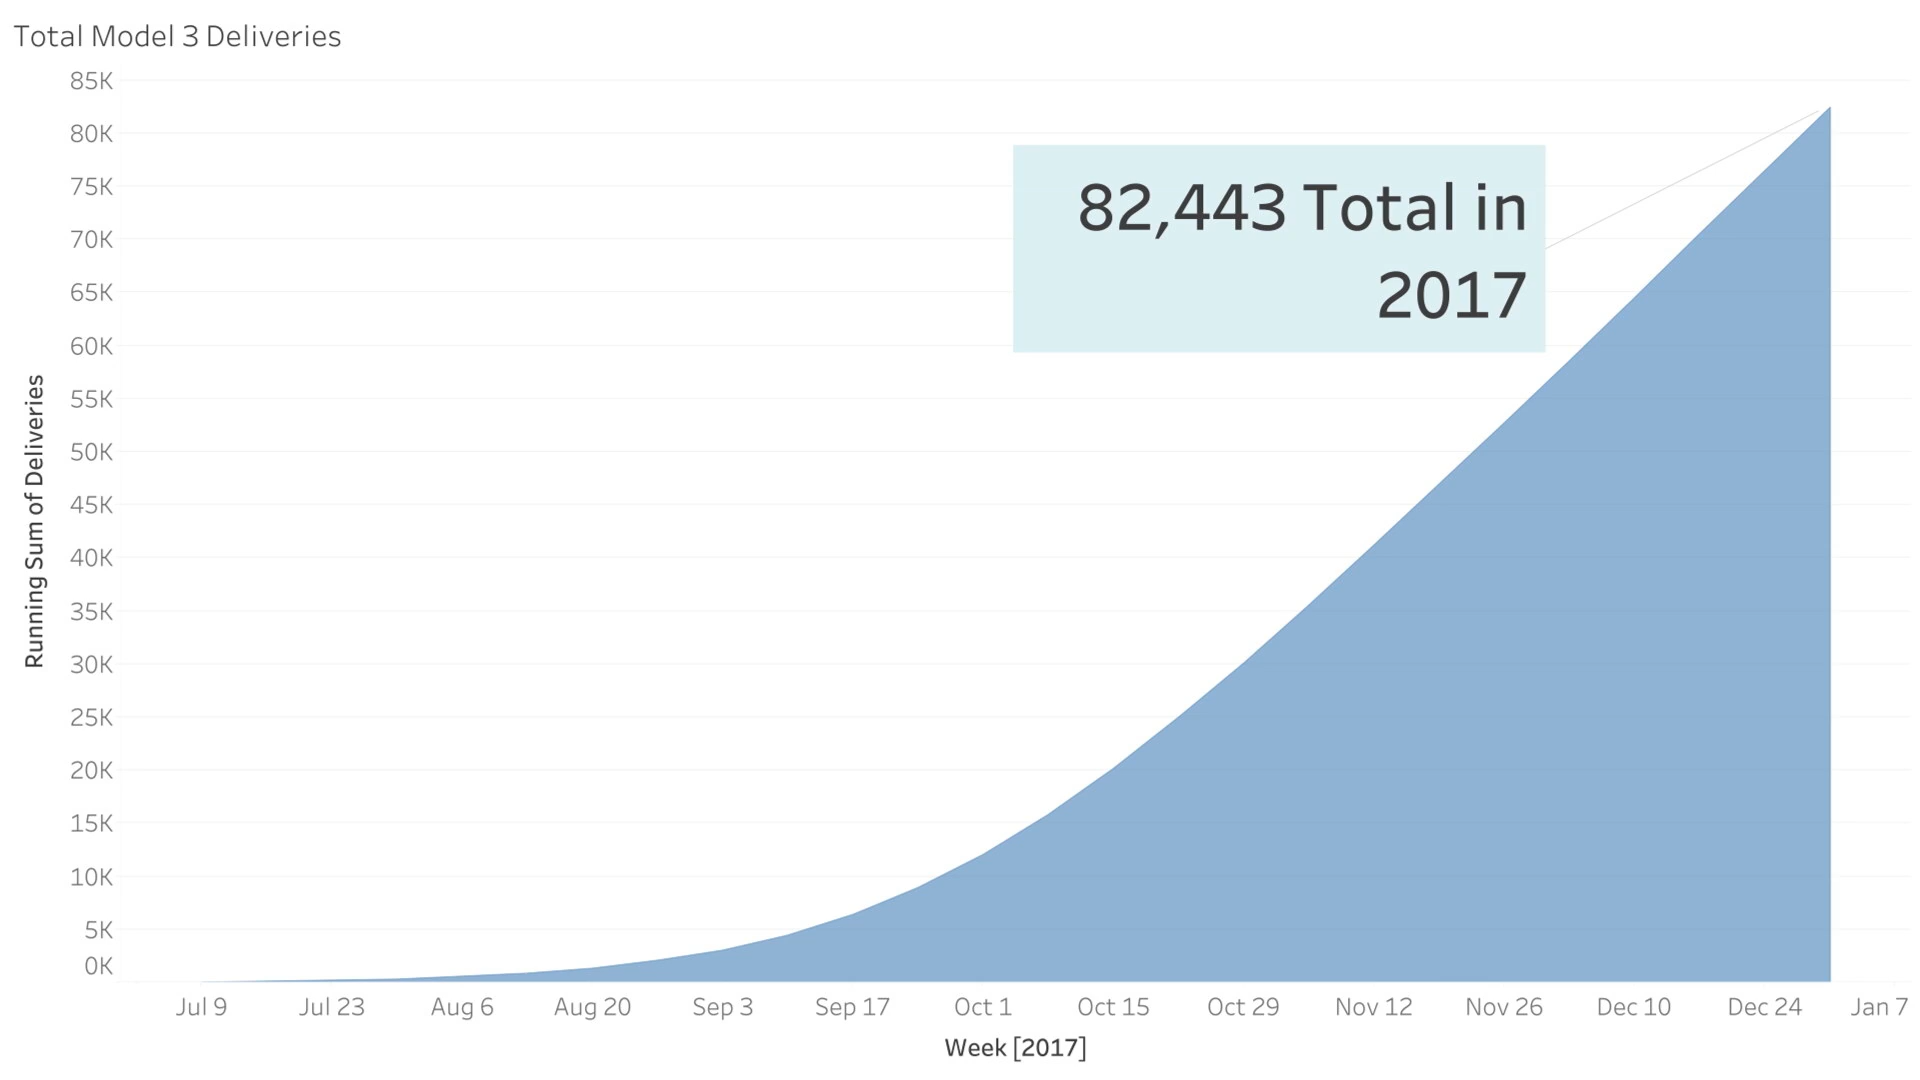 Total Model 3 Deliveries
85K
80K
75K
70K
65K
60K
55K
50K
45K
40K
35K
30K
25K
20K
15K
10K
5K
0K
Running Sum of Deliveries
82,443 Total in
2017
Jul 9 Jul 23 Aug 6 Aug 20 Sep 3 Sep 17 Oct 1 Oct 15 Oct 29 Nov 12 Nov 26 Dec 10 Dec 24 Jan 7
Week [2017]